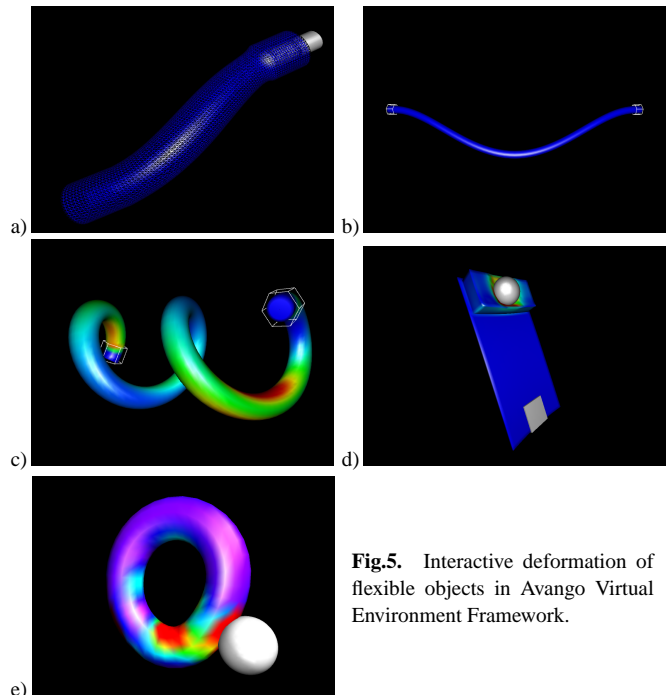 a)
b)
c)
d)
e)
Fig.5. Interactive deformation of
flexible objects in Avango Virtual
Environment Framework.